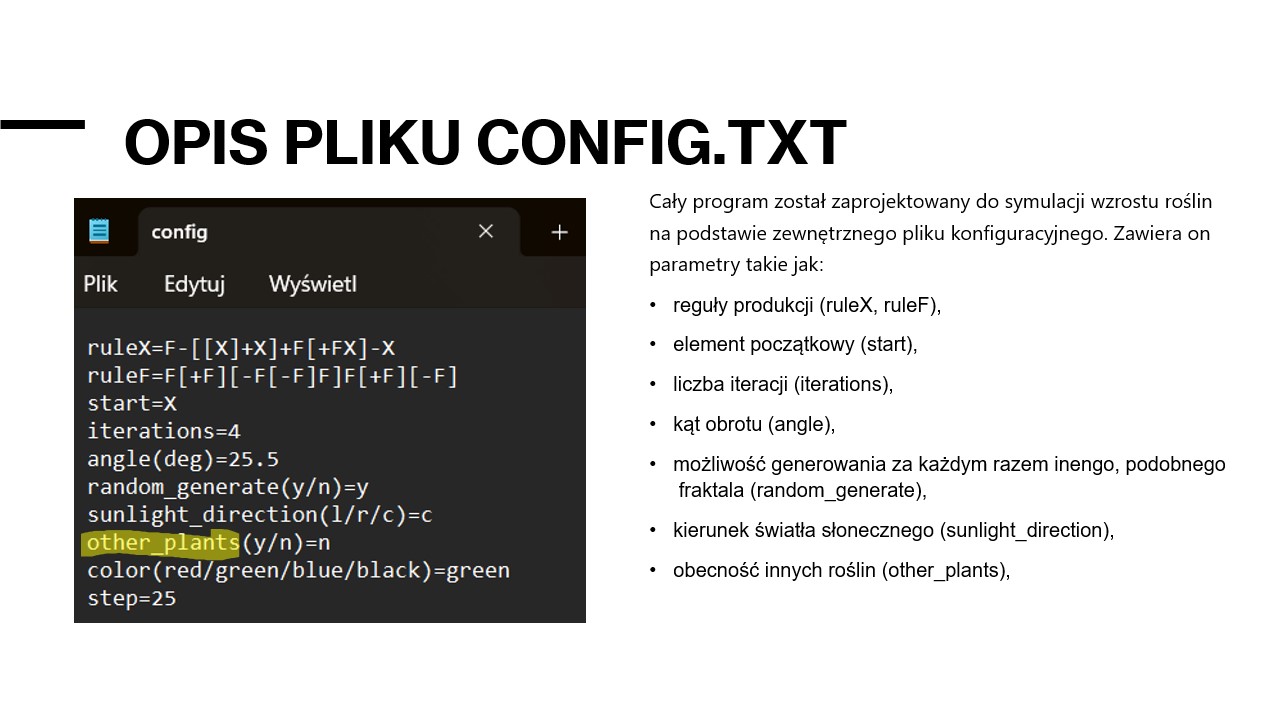 OPIS PLIKU CONFIG.TXT
config
Plik Edytuj Wyświetl
ruleX=F-[[X]+X]+F[+FX]-X
ruleF=F[+F][-F[-F]F]F[+F][-F]
start=X
iterations=4
angle(deg)=25.5
random_generate(y/n)=y
sunlight_direction(l/r/c)=c
other_plants(y/n)=n
color(red/green/blue/black)=green
step=25
Cały program został zaprojektowany do symulacji wzrostu roślin
na podstawie zewnętrznego pliku konfiguracyjnego. Zawiera on
parametry takie jak:
• reguły produkcji (ruleX, ruleF),
• element początkowy (start),
• liczba iteracji (iterations),
• kąt obrotu (angle),
• możliwość generowania za każdym razem inengo, podobnego
fraktala (random_generate),
• kierunek światła słonecznego (sunlight_direction),
• obecność innych roślin (other_plants),